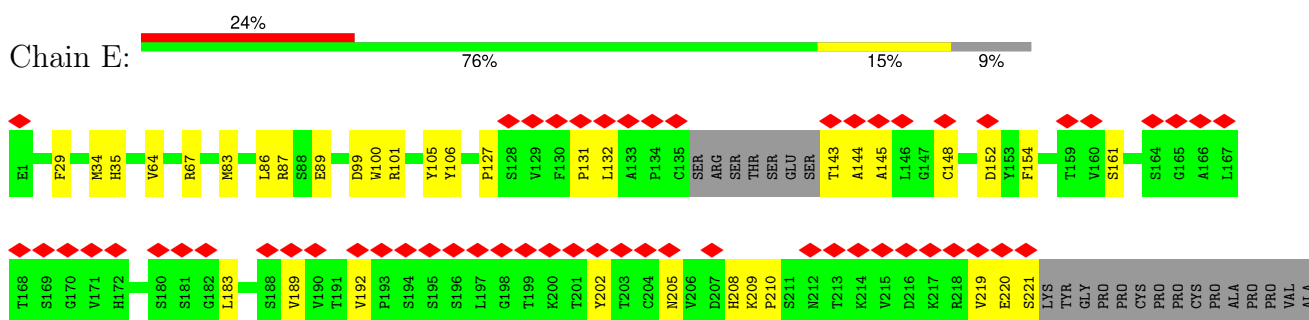 24%
Chain E:
76% 15% 9%
E1 F29 M34 H35 V64 R67 M83 L86 R87 S88 E89 D99 W100 R101 Y105 Y106 P127 S128 V129 F130 P131 L132 A133 P134 C135 SER ARG SER THR SER GLU SER T143 A144 A145 L146 G147 C148 D152 Y153 F154 T159 V160 S161 S164 G165 A166 L167
T168 S169 G170 V171 H172 S180 S181 G182 L183 S188 V189 V190 T191 V192 P193 S194 S195 S196 L197 G198 T199 K200 T201 Y202 T203 C204 N205 V206 D207 H208 K209 P210 S211 N212 T213 K214 V215 D216 K217 R218 V219 E220 S221 LYS TYR GLY PRO PRO CYS PRO PRO CYS PRO ALA PRO PRO VAL ALA